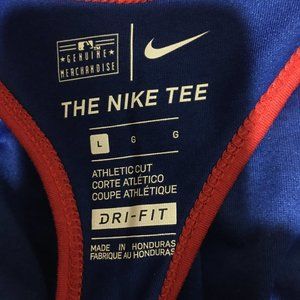 GENUINE
MERCHANDISE
THE NIKE TEE
L G G
ATHLETIC CUT
CORTE ATLÉTICO
COUPE ATHLÉTIQUE
DRI-FIT
MADE IN HONDURAS
FABRIQUÉ AU HONDURAS